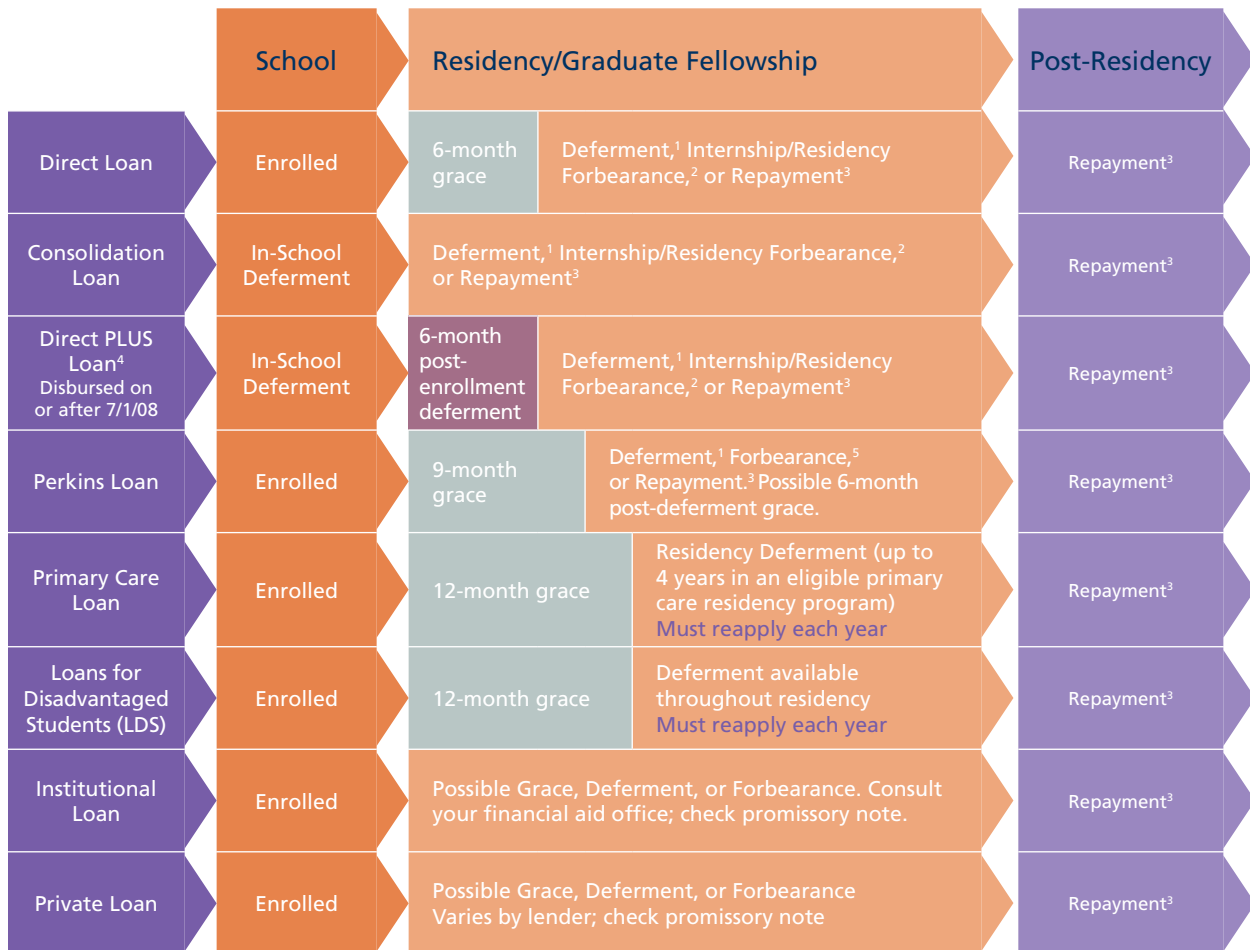 School
Residency/Graduate Fellowship
Post-Residency
Direct Loan
Enrolled
6-month
grace
Deferment,¹ Internship/Residency
Forbearance,² or Repayment³
Repayment³
Consolidation
Loan
In-School
Deferment
Deferment,¹ Internship/Residency Forbearance,²
or Repayment³
Repayment³
Direct PLUS
Loan⁴
Disbursed on
or after 7/1/08
In-School
Deferment
6-month
post-
enrollment
deferment
Deferment,¹ Internship/Residency
Forbearance,² or Repayment³
Repayment³
Perkins Loan
Enrolled
9-month
grace
Deferment,¹ Forbearance,⁵
or Repayment.³ Possible 6-month
post-deferment grace.
Repayment³
Primary Care
Loan
Enrolled
12-month grace
Residency Deferment (up to
4 years in an eligible primary
care residency program)
Must reapply each year
Repayment³
Loans for
Disadvantaged
Students (LDS)
Enrolled
12-month grace
Deferment available
throughout residency
Must reapply each year
Repayment³
Institutional
Loan
Enrolled
Possible Grace, Deferment, or Forbearance. Consult
your financial aid office; check promissory note.
Repayment³
Private Loan
Enrolled
Possible Grace, Deferment, or Forbearance
Varies by lender; check promissory note
Repayment³